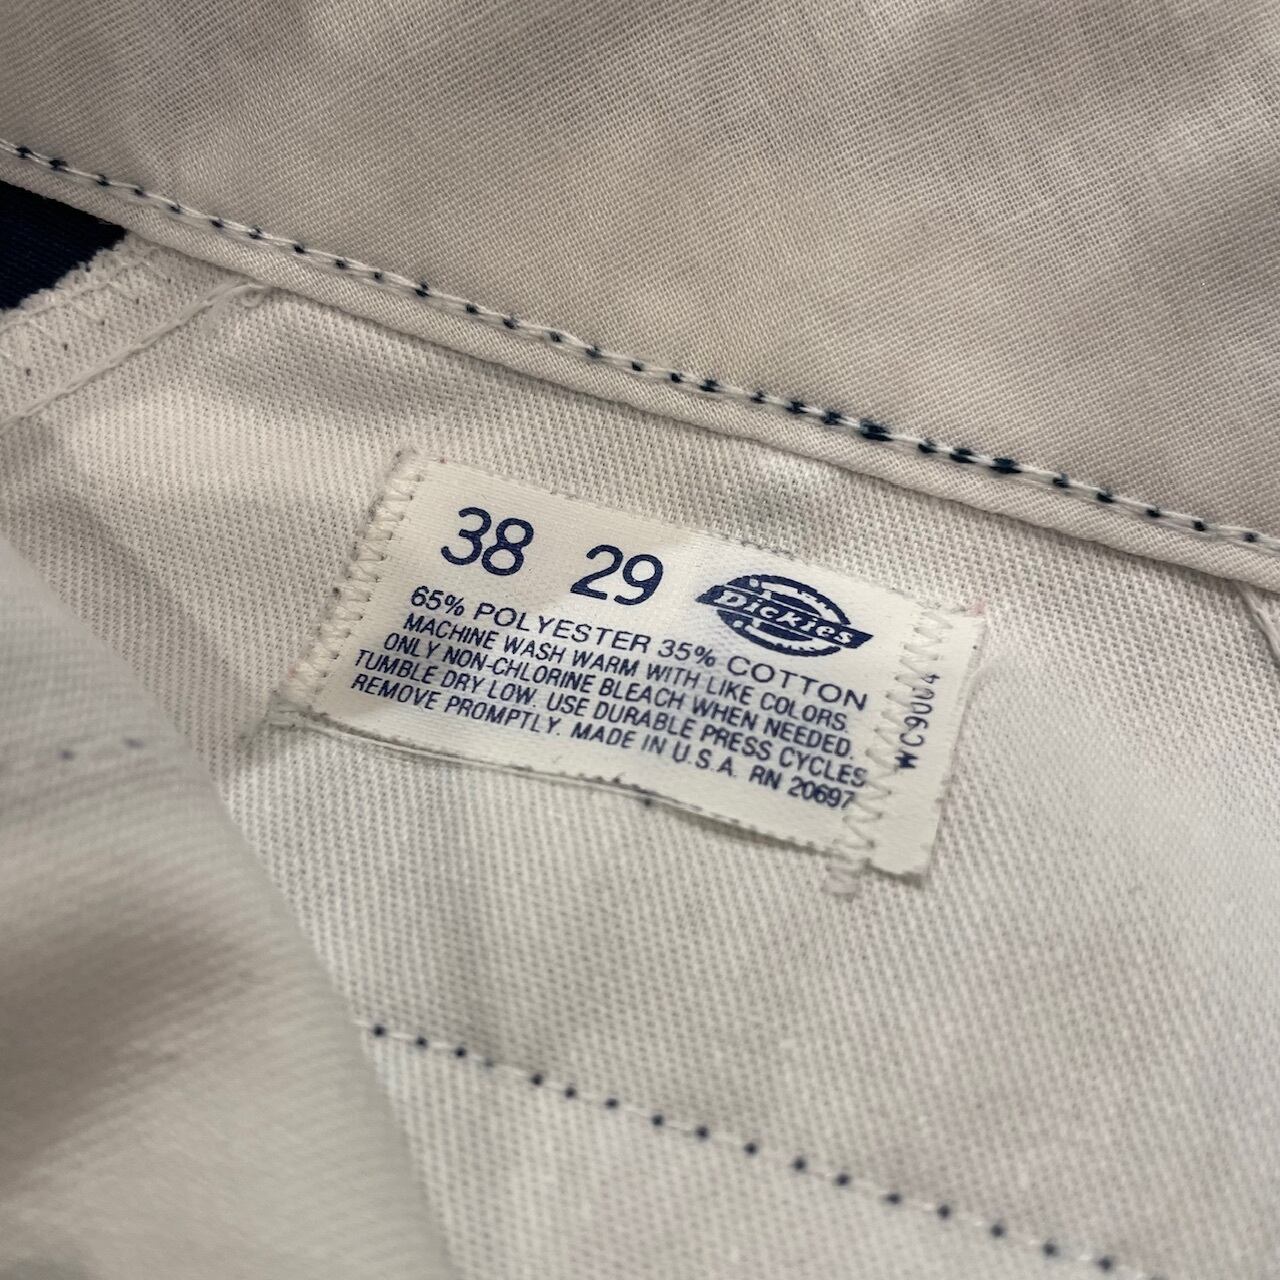 38 29
Dickies
65% POLYESTER 35% COTTON
MACHINE WASH WARM WITH LIKE COLORS.
ONLY NON-CHLORINE BLEACH WHEN NEEDED.
TUMBLE DRY LOW. USE DURABLE PRESS CYCLES
REMOVE PROMPTLY. MADE IN U.S.A. RN 20697
WC9004